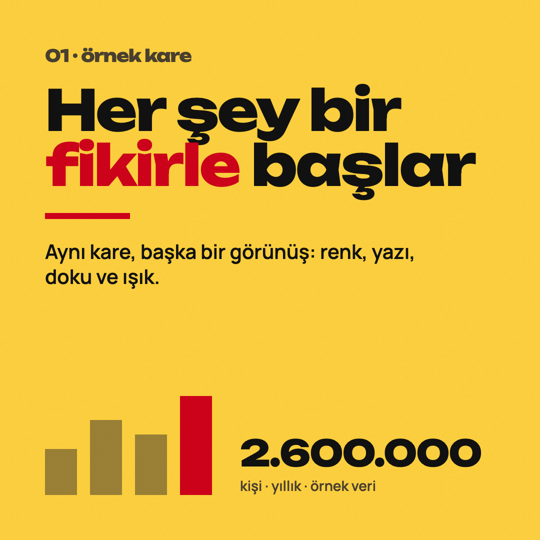 01 · örnek kare
Her şey bir
fikirle başlar
Aynı kare, başka bir görünüş: renk, yazı,
doku ve ışık.
2.600.000
kişi · yıllık · örnek veri